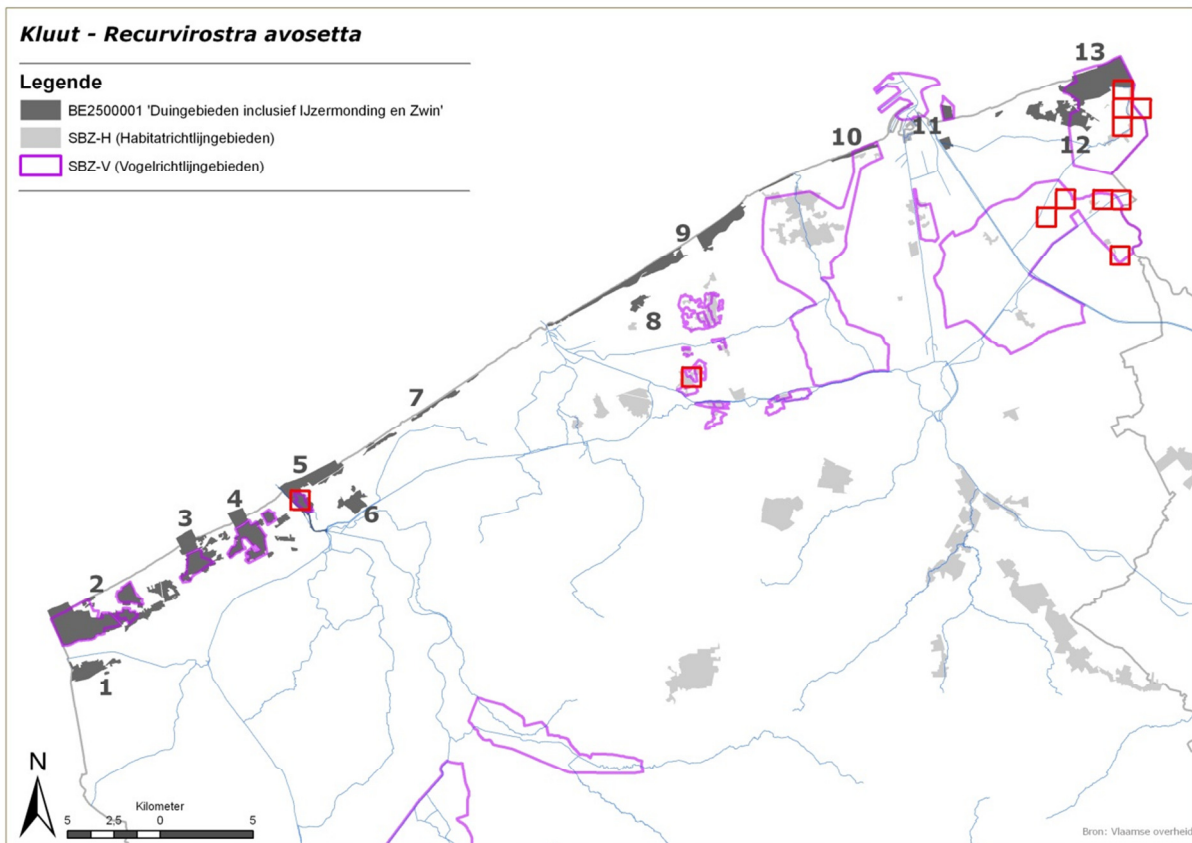 Kluut - Recurvirostra avosetta
Legende
BE2500001 'Duingebieden inclusief IJzermonding en Zwin'
SBZ-H (Habitatrichtlijngebieden)
SBZ-V (Vogelrichtlijngebieden)
13
11
10
12
9
8
7
5
6
4
3
2
1
N
Kilometer
5 2,5 0 5
Bron: Vlaamse overheid